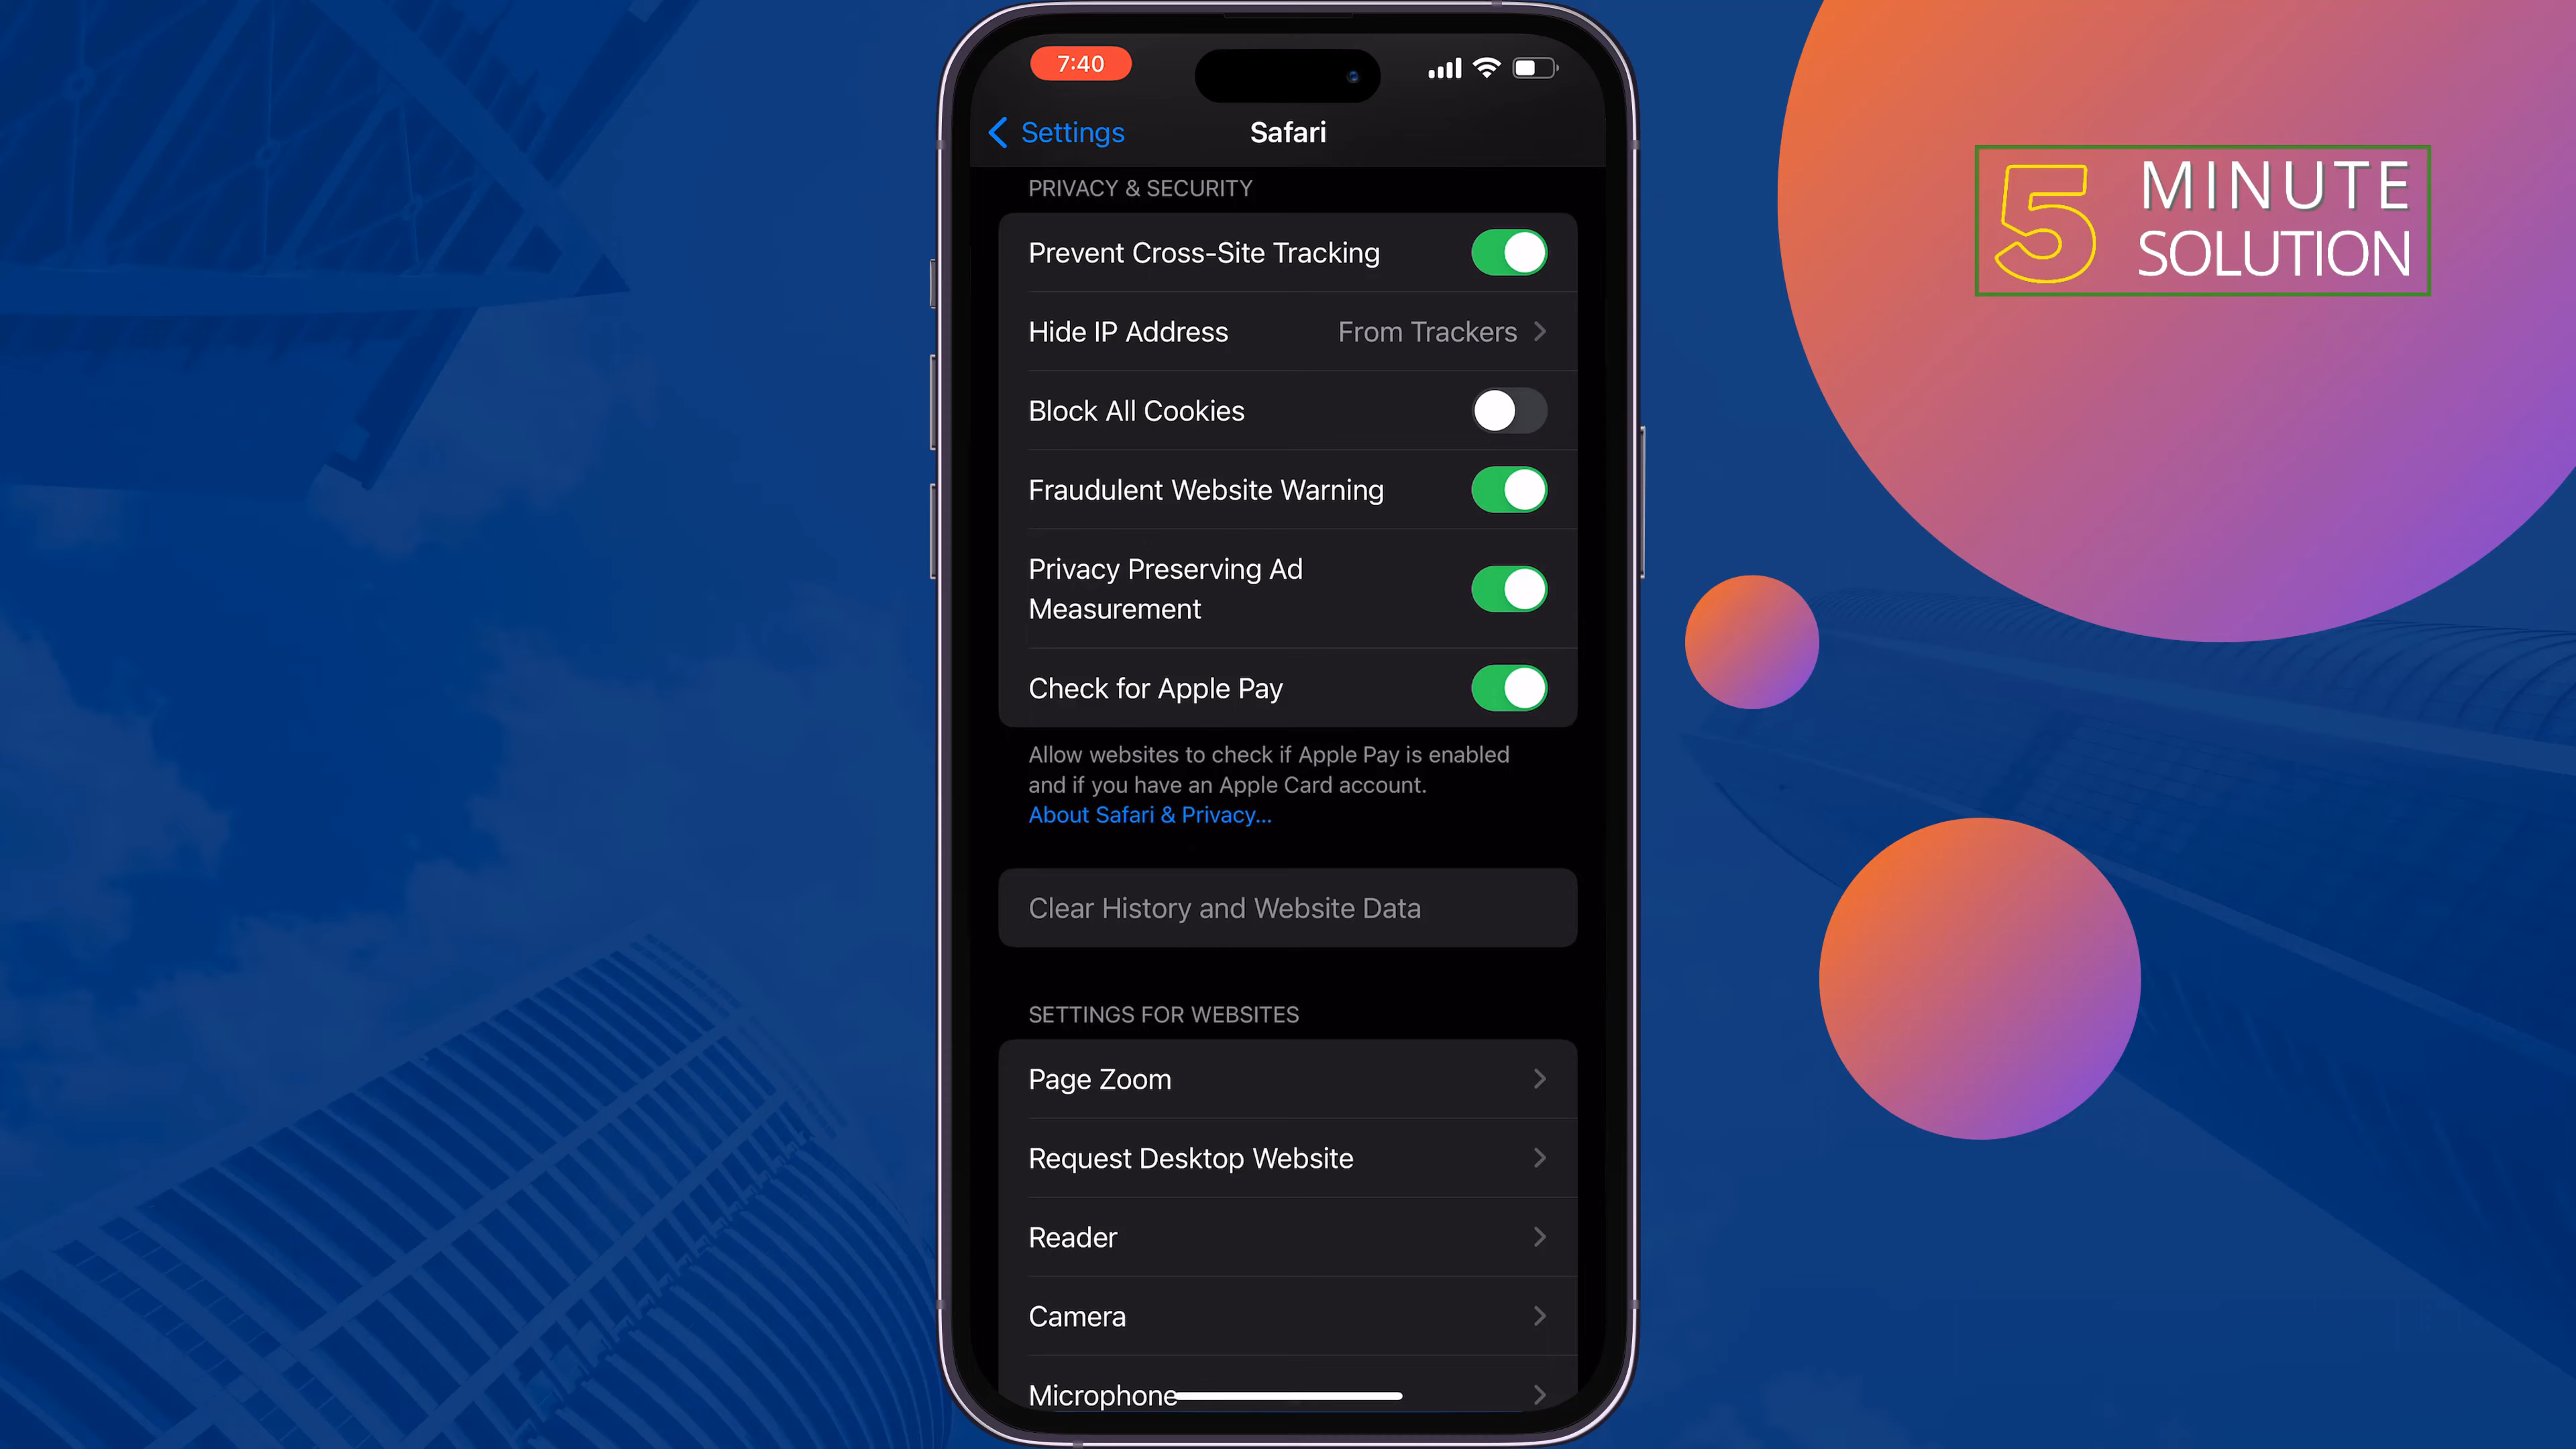 7:40
Settings
Safari
PRIVACY & SECURITY
Prevent Cross-Site Tracking
Hide IP Address From Trackers
Block All Cookies
Fraudulent Website Warning
Privacy Preserving Ad
Measurement
Check for Apple Pay
Allow websites to check if Apple Pay is enabled
and if you have an Apple Card account.
About Safari & Privacy...
Clear History and Website Data
SETTINGS FOR WEBSITES
Page Zoom
Request Desktop Website
Reader
Camera
Microphone
5 MINUTE
SOLUTION